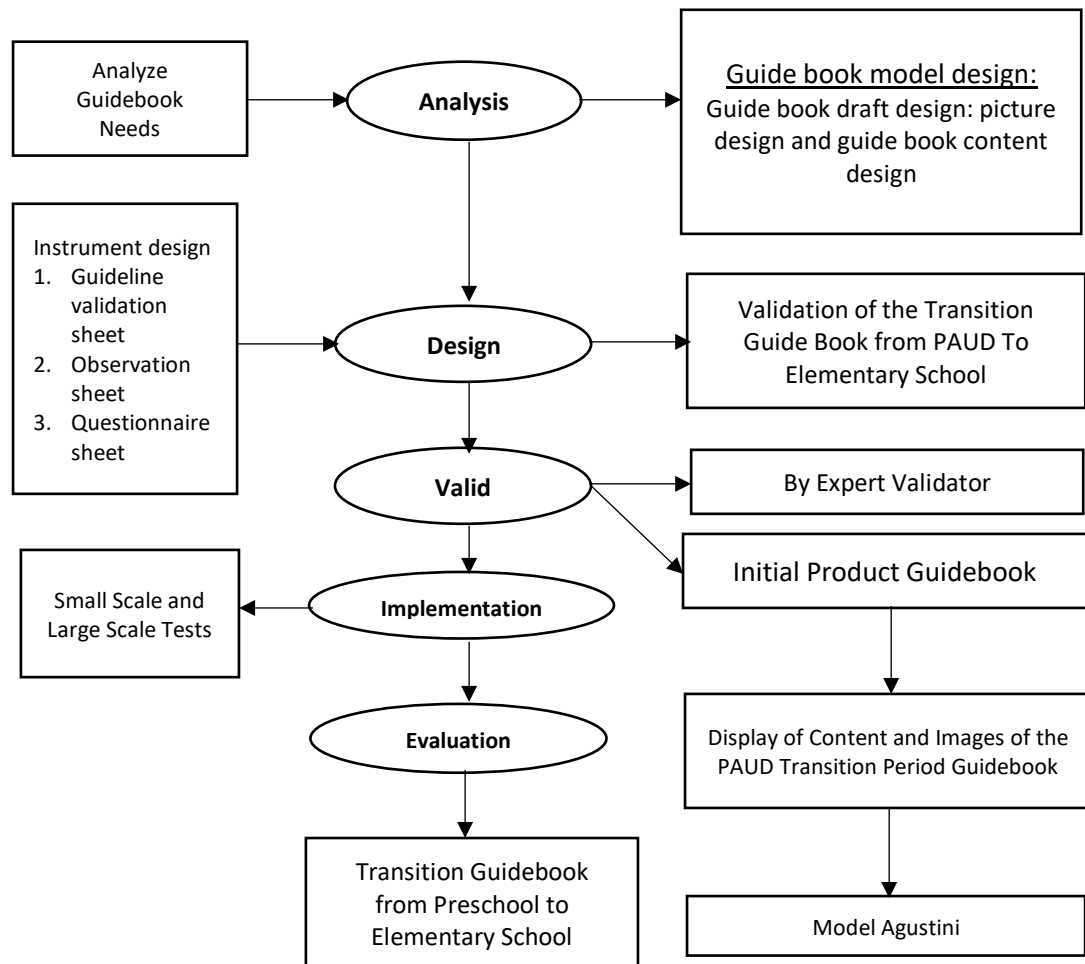 Analyze
Guidebook
Needs
Analysis
Guide book model design:
Guide book draft design: picture
design and guide book content
design
Instrument design
1. Guideline
validation
sheet
2. Observation
sheet
3. Questionnaire
sheet
Design
Validation of the Transition
Guide Book from PAUD To
Elementary School
Valid
By Expert Validator
Initial Product Guidebook
Small Scale and
Large Scale Tests
Implementation
Evaluation
Display of Content and Images of the
PAUD Transition Period Guidebook
Transition Guidebook
from Preschool to
Elementary School
Model Agustini